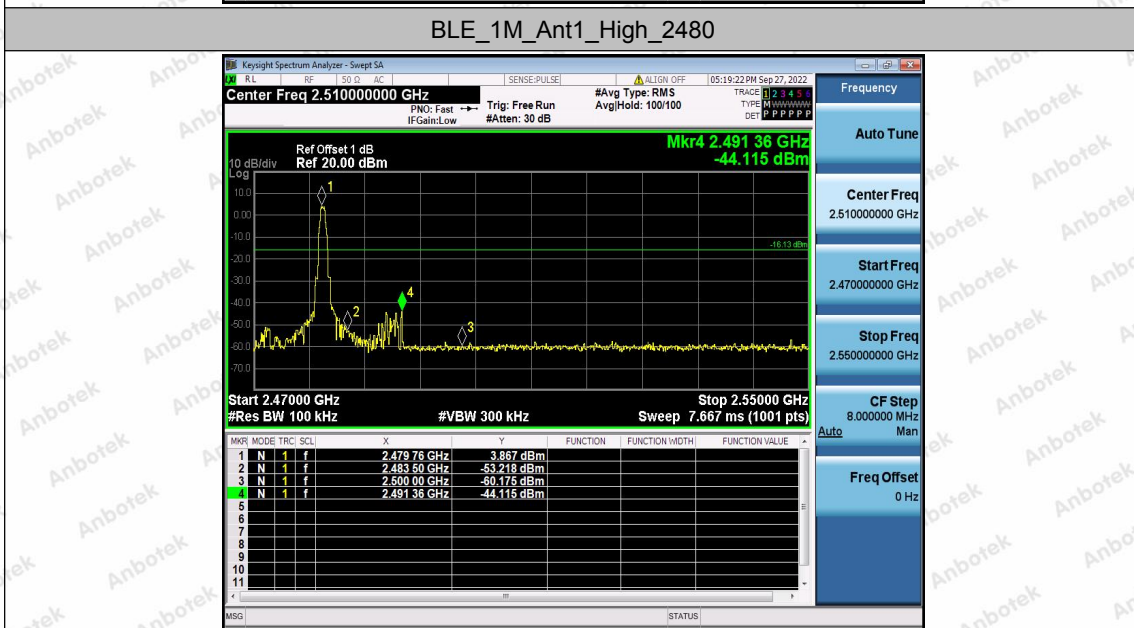 BLE_1M_Ant1_High_2480
Keysight Spectrum Analyzer - Swept SA
LXI RL RF 50 Ω AC SENSE:PULSE ALIGN OFF 05:19:22 PM Sep 27, 2022
Center Freq 2.510000000 GHz
PNO: Fast
IFGain:Low
Trig: Free Run
#Atten: 30 dB
#Avg Type: RMS
Avg|Hold: 100/100
TRACE 1 2 3 4 5 6
TYPE M W W W W W
DET P P P P P P
Frequency
Auto Tune
Center Freq
2.510000000 GHz
Start Freq
2.470000000 GHz
Stop Freq
2.550000000 GHz
CF Step
8.000000 MHz
Auto Man
Freq Offset
0 Hz
Mkr4 2.491 36 GHz
-44.115 dBm
Ref Offset 1 dB
10 dB/div Ref 20.00 dBm
Log
10.0
0.00
-10.0
-20.0
-30.0
-40.0
-50.0
-60.0
-70.0
1
2
3
4
-16.13 dBm
Start 2.47000 GHz Stop 2.55000 GHz
#Res BW 100 kHz #VBW 300 kHz Sweep 7.667 ms (1001 pts)
MKR MODE TRC SCL X Y FUNCTION FUNCTION WIDTH FUNCTION VALUE
1 N 1 f 2.479 76 GHz 3.867 dBm
2 N 1 f 2.483 50 GHz -53.218 dBm
3 N 1 f 2.500 00 GHz -60.175 dBm
4 N 1 f 2.491 36 GHz -44.115 dBm
5
6
7
8
9
10
11
MSG STATUS
Anbotek